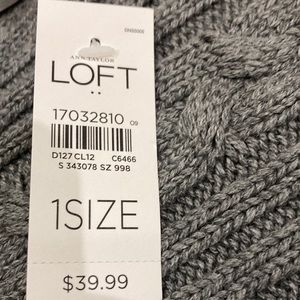 ANN TAYLOR
LOFT
17032810 09
D127 CL12 C6466
S 343078 SZ 998
1SIZE
$39.99